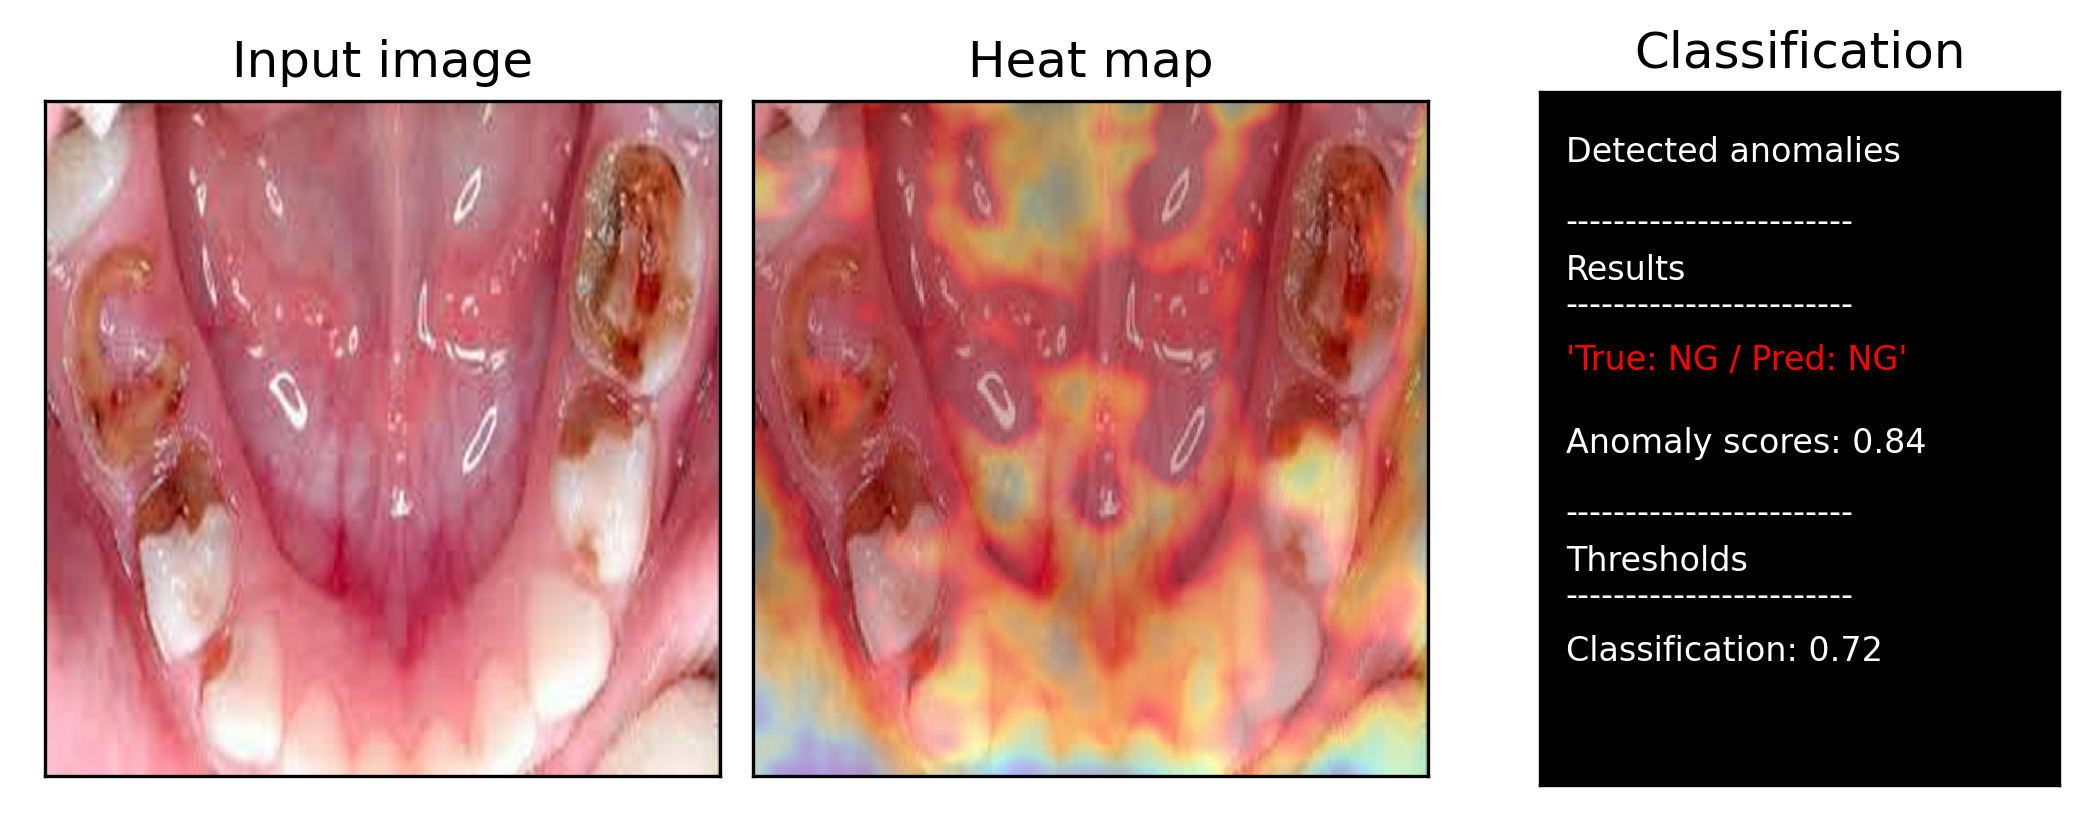 Input image
Heat map
Classification
Detected anomalies
------------------------
Results
------------------------
'True: NG / Pred: NG'
Anomaly scores: 0.84
------------------------
Thresholds
------------------------
Classification: 0.72